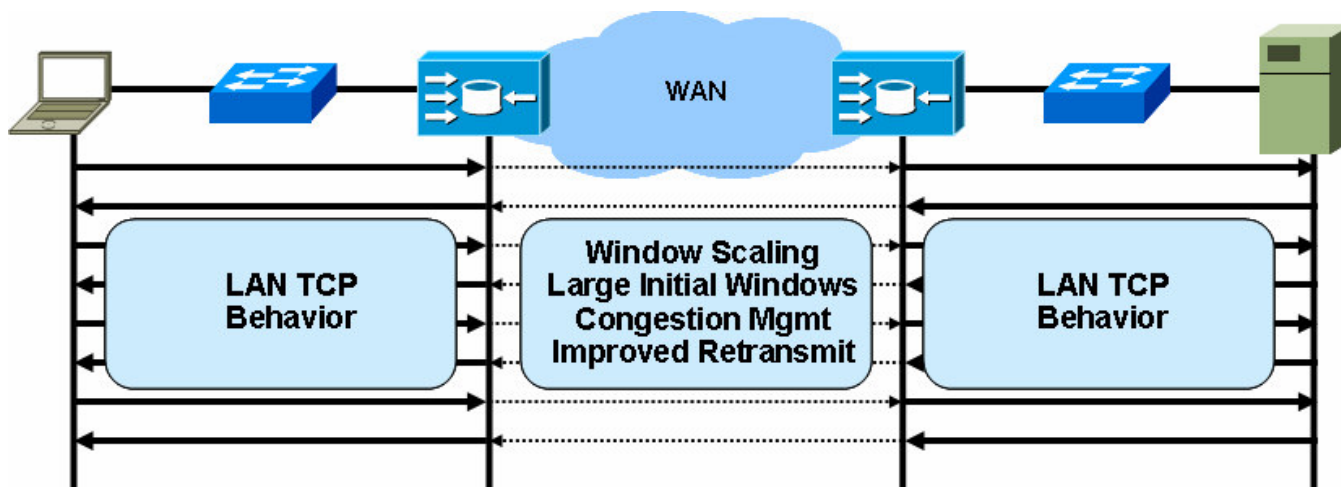 WAN
LAN TCP
Behavior
Window Scaling
Large Initial Windows
Congestion Mgmt
Improved Retransmit
LAN TCP
Behavior